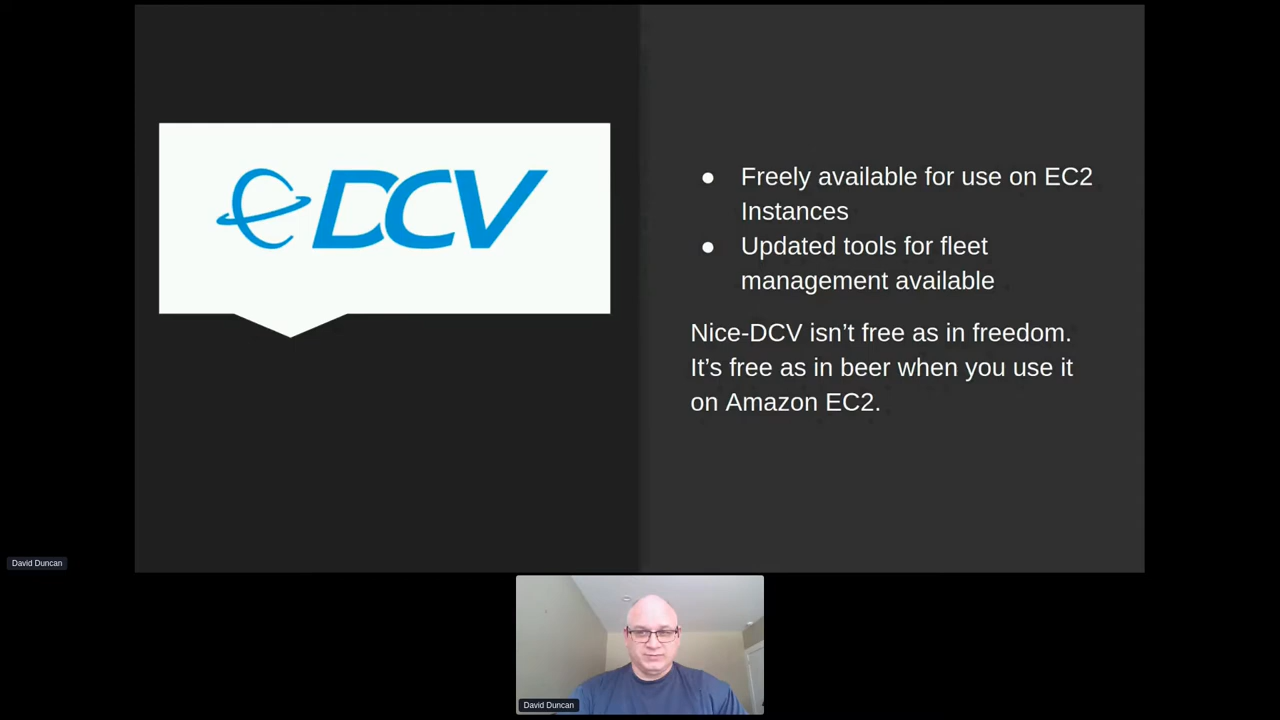 eDCV
● Freely available for use on EC2
Instances
● Updated tools for fleet
management available
Nice-DCV isn’t free as in freedom.
It’s free as in beer when you use it
on Amazon EC2.
David Duncan
David Duncan